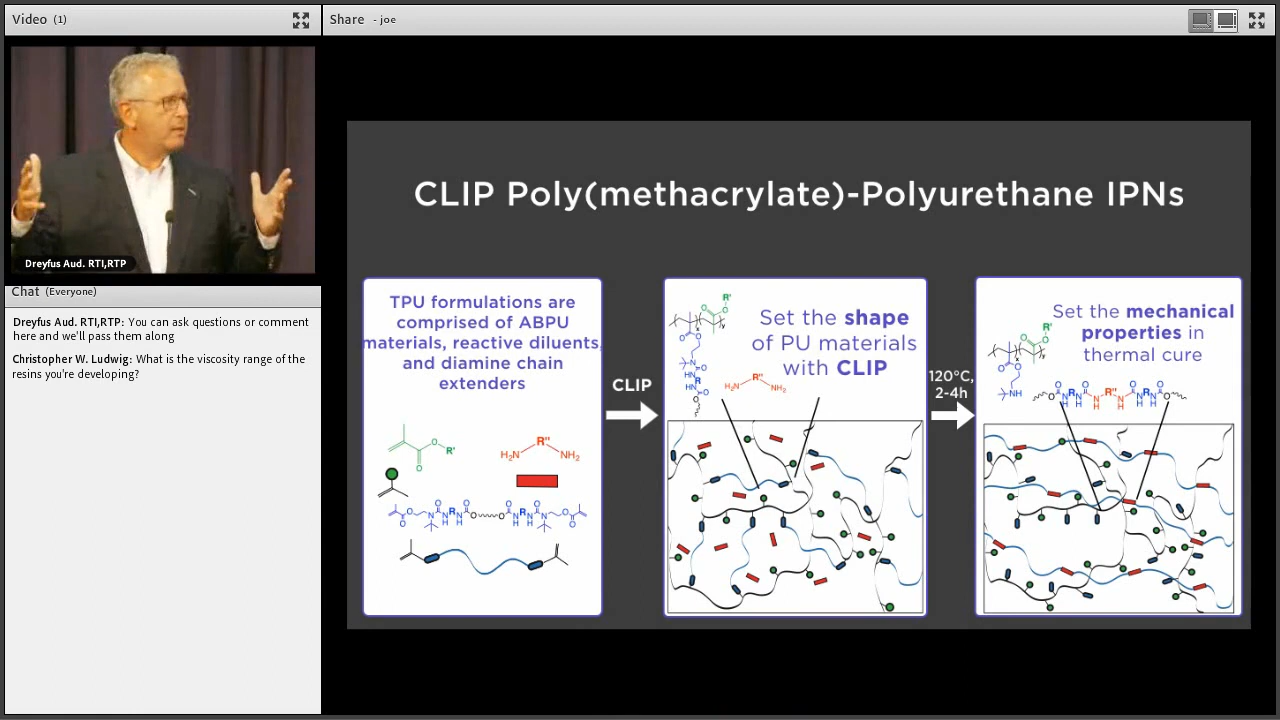 Video (1)
Share - joe
Dreyfus Aud. RTI,RTP
Chat (Everyone)
Dreyfus Aud. RTI,RTP: You can ask questions or comment
here and we'll pass them along
Christopher W. Ludwig: What is the viscosity range of the
resins you're developing?
CLIP Poly(methacrylate)-Polyurethane IPNs
TPU formulations are
comprised of ABPU
materials, reactive diluents,
and diamine chain
extenders
CLIP
Set the shape
of PU materials
with CLIP
120°C,
2-4h
Set the mechanical
properties in
thermal cure